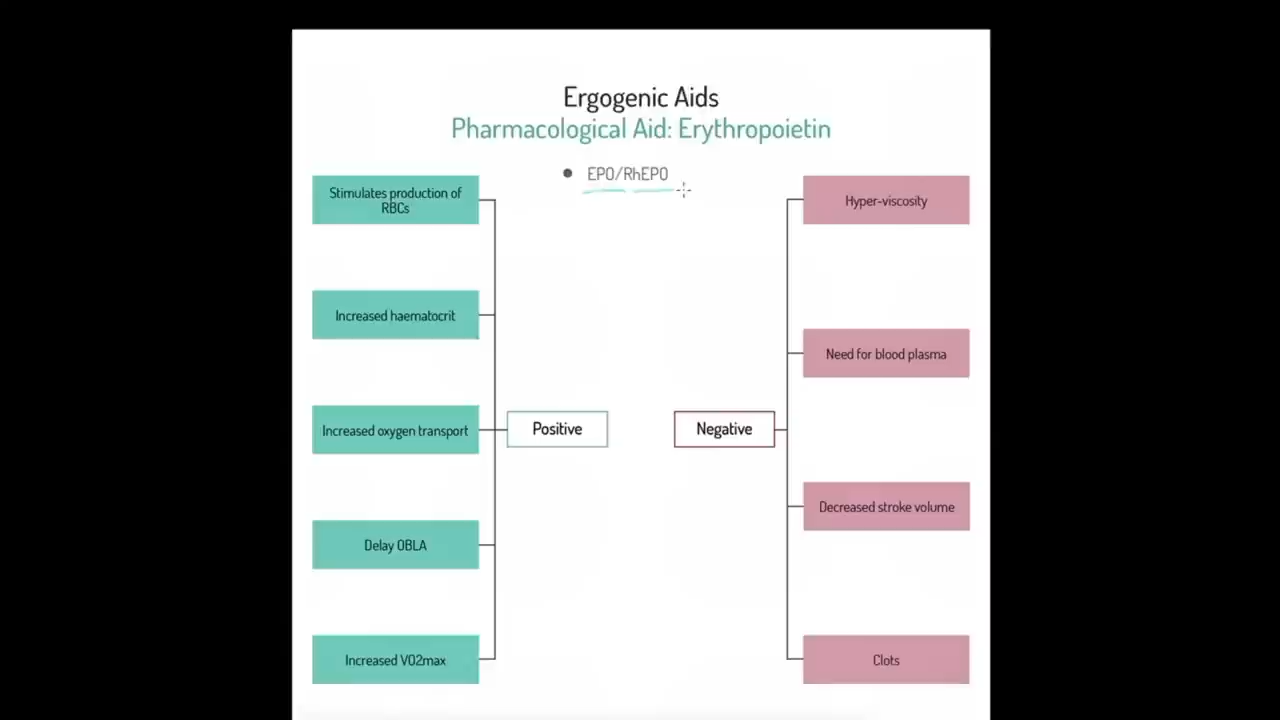 Ergogenic Aids
Pharmacological Aid: Erythropoietin
EPO/RhEPO
Stimulates production of
RBCs
Increased haematocrit
Increased oxygen transport
Delay OBLA
Increased VO2max
Positive
Negative
Hyper-viscosity
Need for blood plasma
Decreased stroke volume
Clots